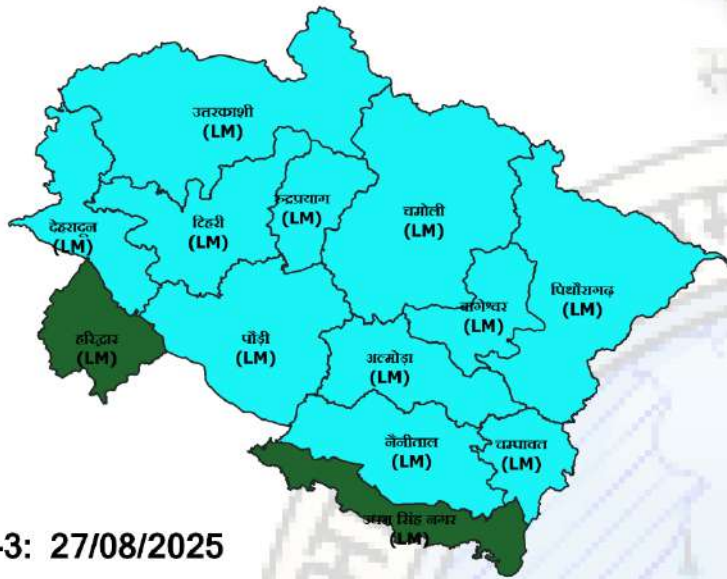 उत्तरकाशी
(LM)
देहरादून
(LM)
टिहरी
(LM)
रुद्रप्रयाग
(LM)
चमोली
(LM)
हरिद्वार
(LM)
पौड़ी
(LM)
बागेश्वर
(LM)
पिथौरागढ़
(LM)
अल्मोड़ा
(LM)
नैनीताल
(LM)
चम्पावत
(LM)
उधम सिंह नगर
(LM)
-3: 27/08/2025